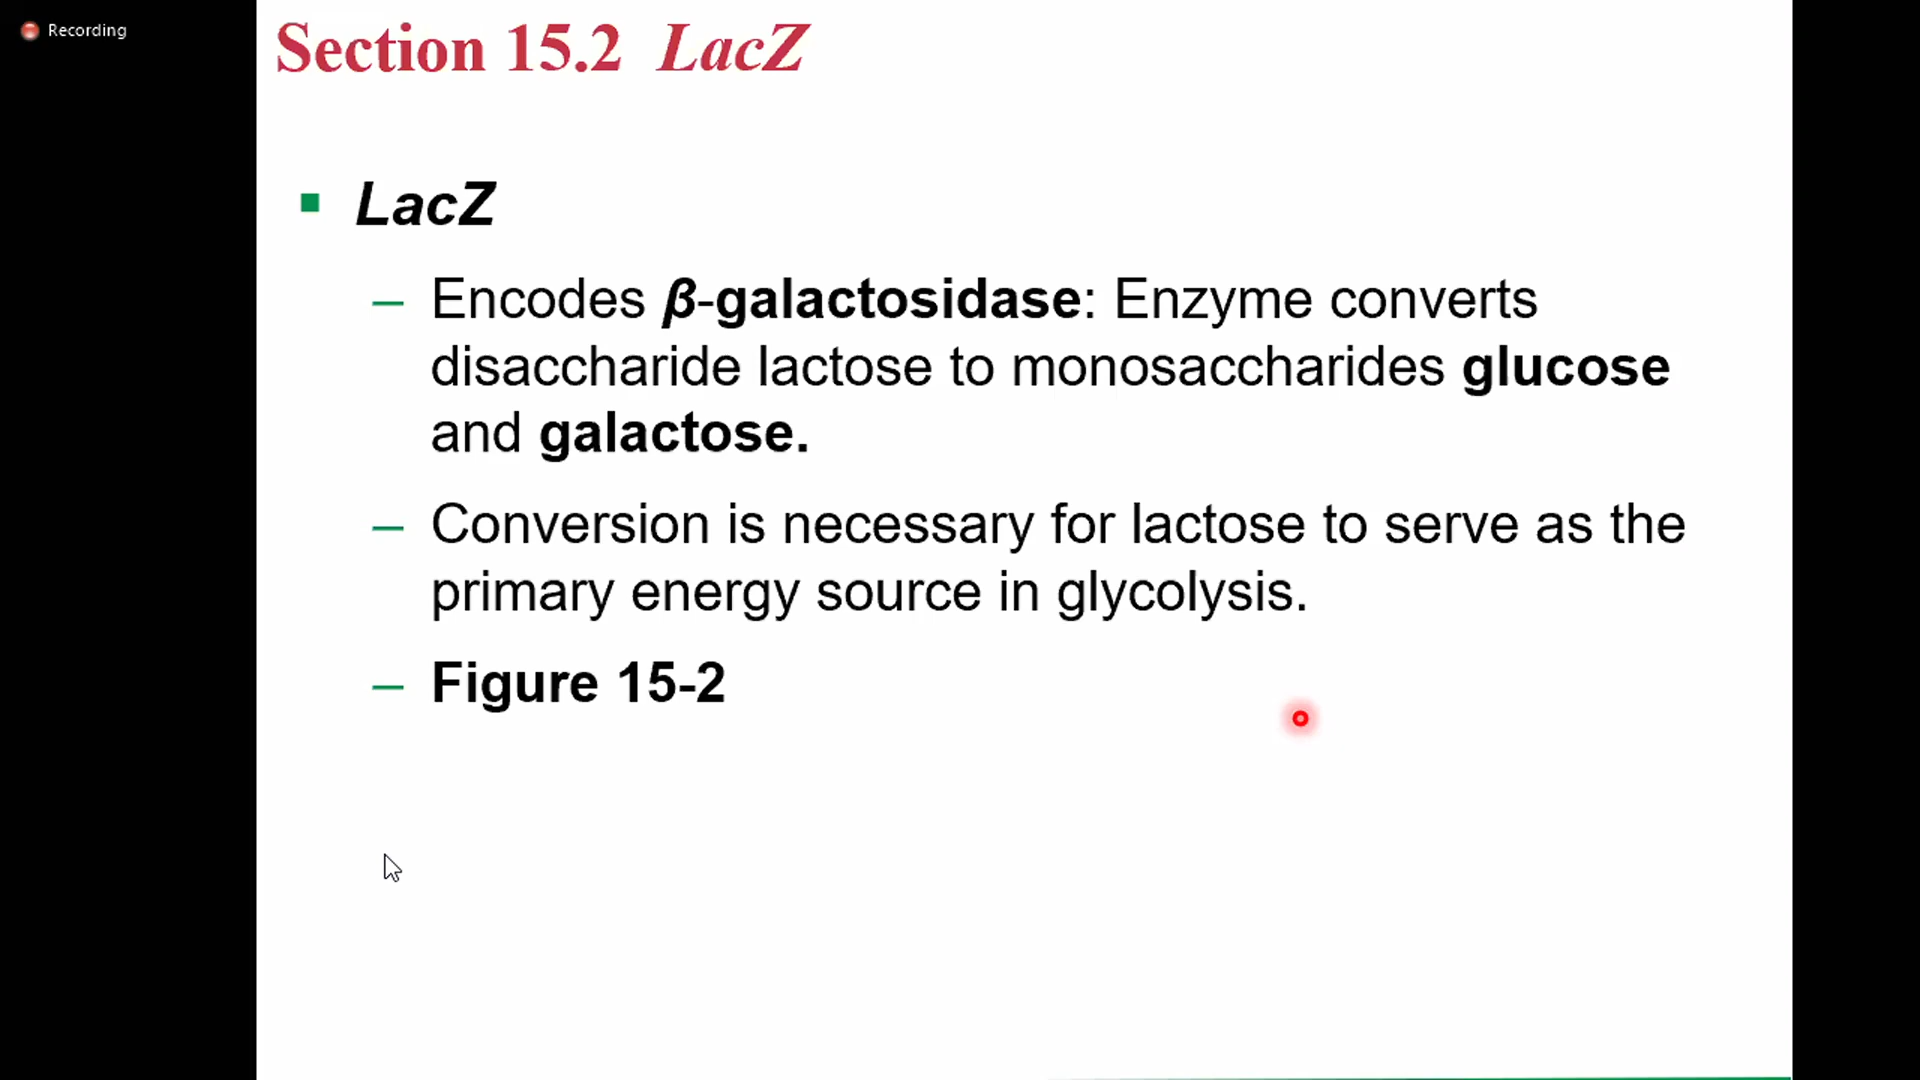 Recording
Section 15.2 LacZ
▪ LacZ
– Encodes β-galactosidase: Enzyme converts
disaccharide lactose to monosaccharides glucose
and galactose.
– Conversion is necessary for lactose to serve as the
primary energy source in glycolysis.
– Figure 15-2